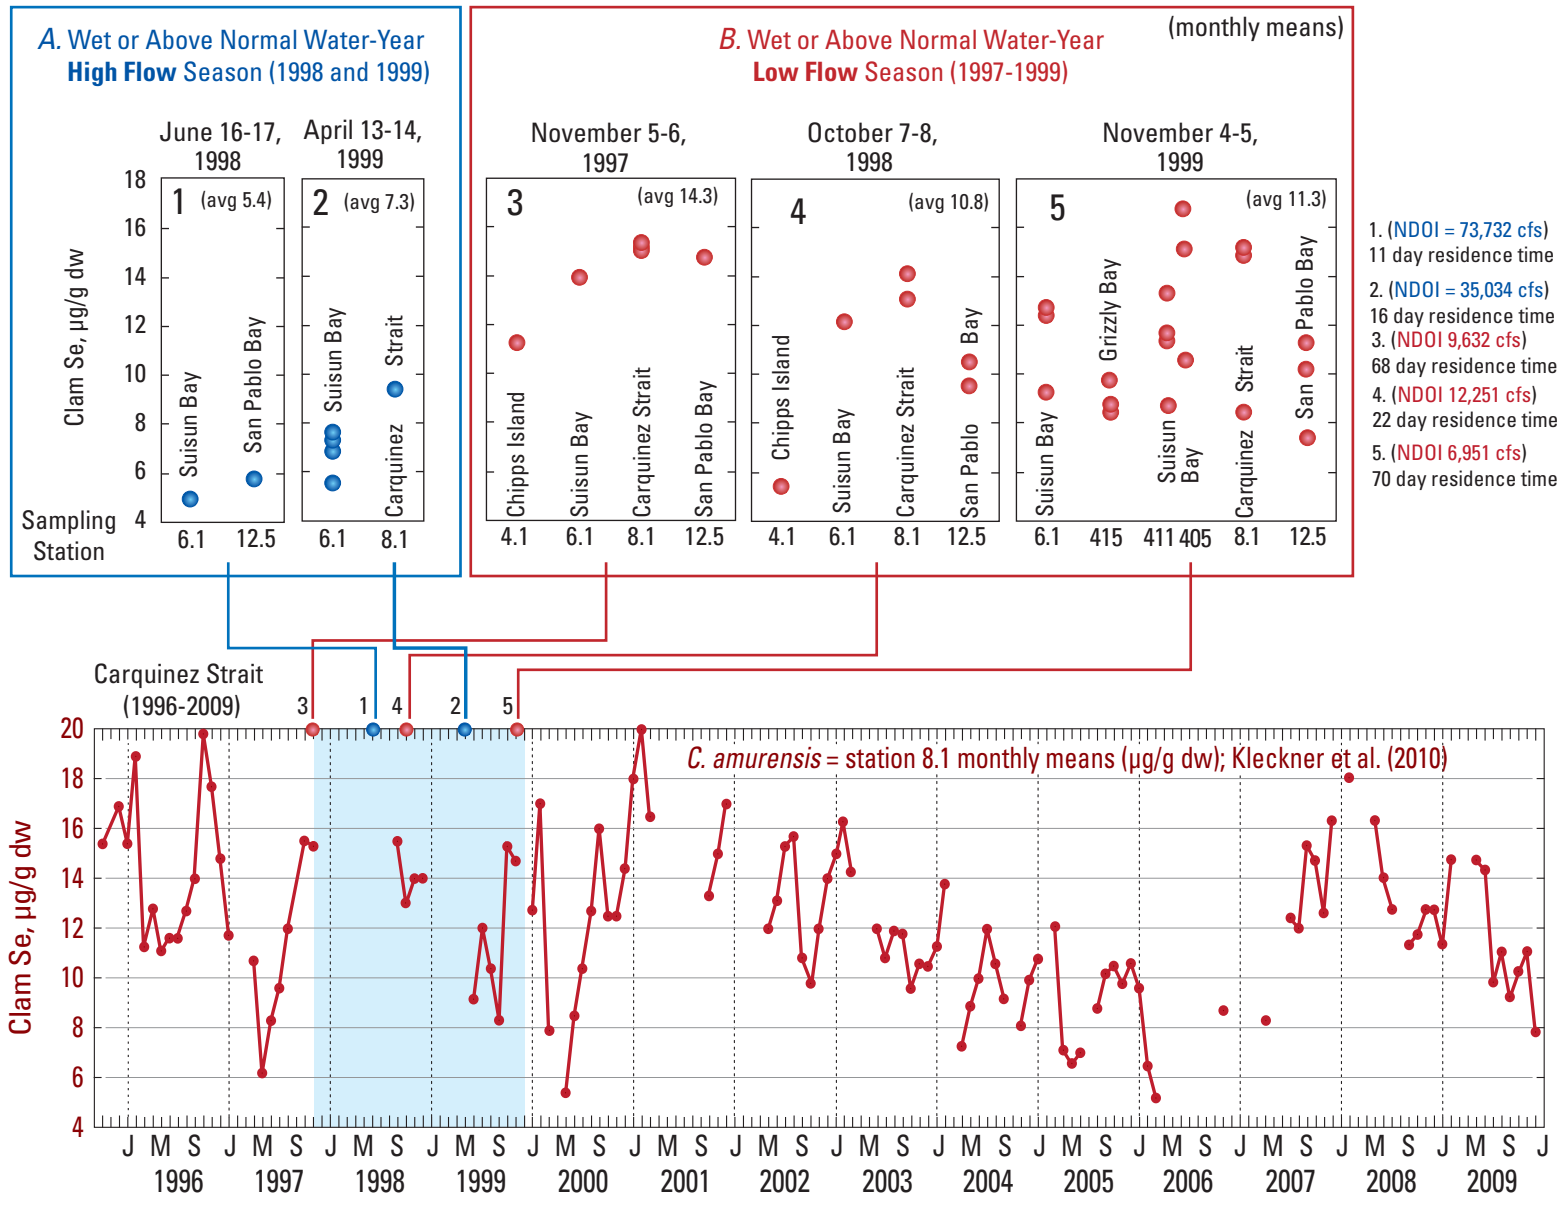 A. Wet or Above Normal Water-Year
High Flow Season (1998 and 1999)
B. Wet or Above Normal Water-Year
Low Flow Season (1997-1999)
(monthly means)
June 16-17,
1998
April 13-14,
1999
November 5-6,
1997
October 7-8,
1998
November 4-5,
1999
Clam Se, µg/g dw
18
16
14
12
10
8
6
4
1 (avg 5.4)
Suisun Bay
San Pablo Bay
2 (avg 7.3)
Suisun Bay
Carquinez Strait
3 (avg 14.3)
Chipps Island
Suisun Bay
Carquinez Strait
San Pablo Bay
4 (avg 10.8)
Chipps Island
Suisun Bay
Carquinez Strait
San Pablo Bay
5 (avg 11.3)
Suisun Bay
Grizzly Bay
Suisun
Bay
Carquinez Strait
San Pablo Bay
Sampling
Station
6.1 12.5
6.1 8.1
4.1 6.1 8.1 12.5
4.1 6.1 8.1 12.5
6.1 415 411 405 8.1 12.5
1. (NDOI = 73,732 cfs)
11 day residence time
2. (NDOI = 35,034 cfs)
16 day residence time
3. (NDOI 9,632 cfs)
68 day residence time
4. (NDOI 12,251 cfs)
22 day residence time
5. (NDOI 6,951 cfs)
70 day residence time
Carquinez Strait
(1996-2009)
3 1 4 2 5
C. amurensis = station 8.1 monthly means (µg/g dw); Kleckner et al. (2010)
Clam Se, µg/g dw
20
18
16
14
12
10
8
6
4
J M S J M S J M S J M S J M S J M S J M S J M S J M S J M S J M S J M S J M S J M S J
1996 1997 1998 1999 2000 2001 2002 2003 2004 2005 2006 2007 2008 2009